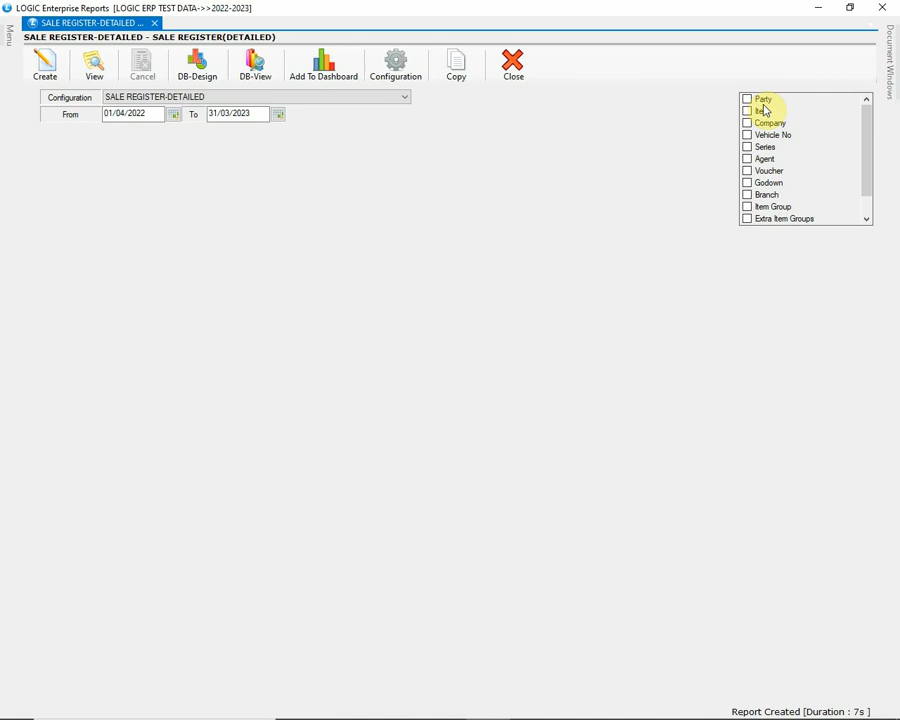 LOGIC Enterprise Reports [LOGIC ERP TEST DATA->>2022-2023]
SALE REGISTER-DETAILED ...
SALE REGISTER-DETAILED - SALE REGISTER(DETAILED)
Menu
Document Windows
Create
View
Cancel
DB-Design
DB-View
Add To Dashboard
Configuration
Copy
Close
Configuration
SALE REGISTER-DETAILED
From
01/04/2022
To
31/03/2023
Party
Company
Vehicle No
Series
Agent
Voucher
Godown
Branch
Item Group
Extra Item Groups
Report Created [Duration : 7s ]